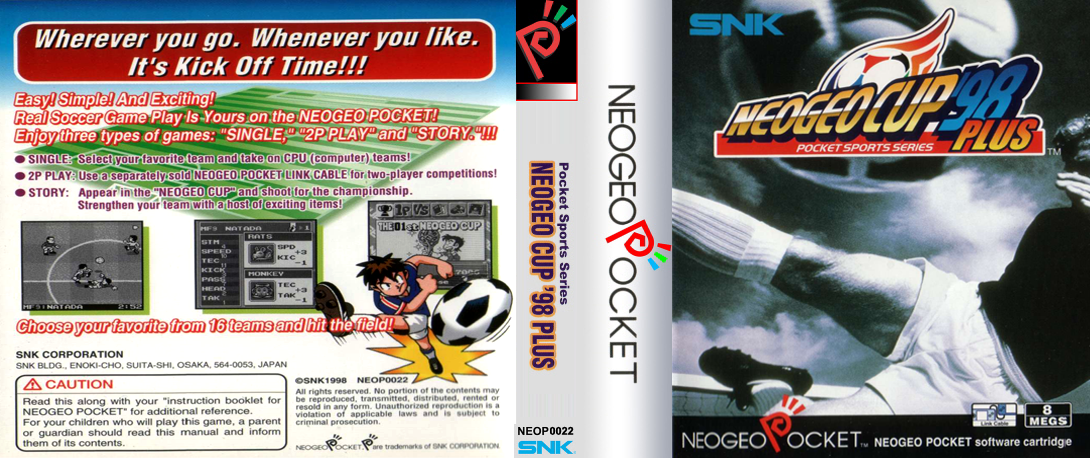 Wherever you go. Whenever you like.
It's Kick Off Time!!!
Easy! Simple! And Exciting!
Real Soccer Game Play Is Yours on the NEOGEO POCKET!
Enjoy three types of games: "SINGLE," "2P PLAY" and "STORY."!!!
● SINGLE: Select your favorite team and take on CPU (computer) teams!
● 2P PLAY: Use a separately sold NEOGEO POCKET LINK CABLE for two-player competitions!
● STORY: Appear in the "NEOGEO CUP" and shoot for the championship.
Strengthen your team with a host of exciting items!
MF9:NATADA 2:52
MF9 NATADA
STM
SPEED
TEC
KICK
PASS
HEAD
TAK
RATS
SPD +3
KIC -1
MONKEY
TEC +3
TAK -1
1P VS
THE 01st NEOGEO CUP
Choose your favorite from 16 teams and hit the field!
SNK CORPORATION
SNK BLDG., ENOKI-CHO, SUITA-SHI, OSAKA, 564-0053, JAPAN
CAUTION
Read this along with your "instruction booklet for
NEOGEO POCKET" for additional reference.
For your children who will play this game, a parent
or guardian should read this manual and inform
them of its contents.
©SNK1998 NEOP0022
All rights reserved. No portion of the contents may
be reproduced, transmitted, distributed, rented or
resold in any form. Unauthorized reproduction is a
violation of applicable laws and is subject to
criminal prosecution.
NEOGEO POCKET are trademarks of SNK CORPORATION.
Pocket Sports Series
NEOGEO CUP '98 PLUS
NEOP0022
SNK
NEOGEO POCKET
SNK
NEOGEO CUP '98
PLUS
POCKET SPORTS SERIES
TM
Link Cable
8
MEGS
NEOGEO POCKET TM NEOGEO POCKET software cartridge